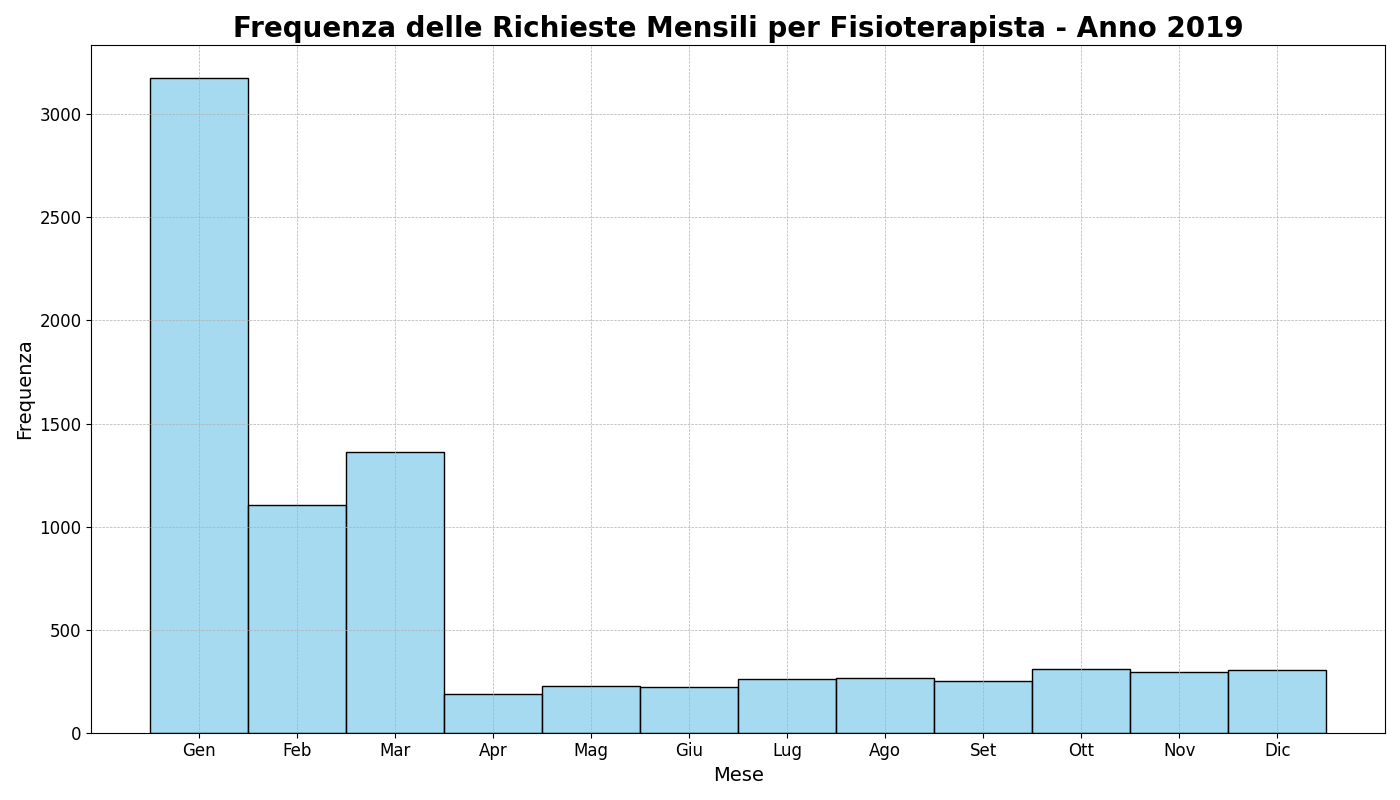 Frequenza delle Richieste Mensili per Fisioterapista - Anno 2019
3000
2500
2000
1500
1000
500
0
Frequenza
Gen Feb Mar Apr Mag Giu Lug Ago Set Ott Nov Dic
Mese